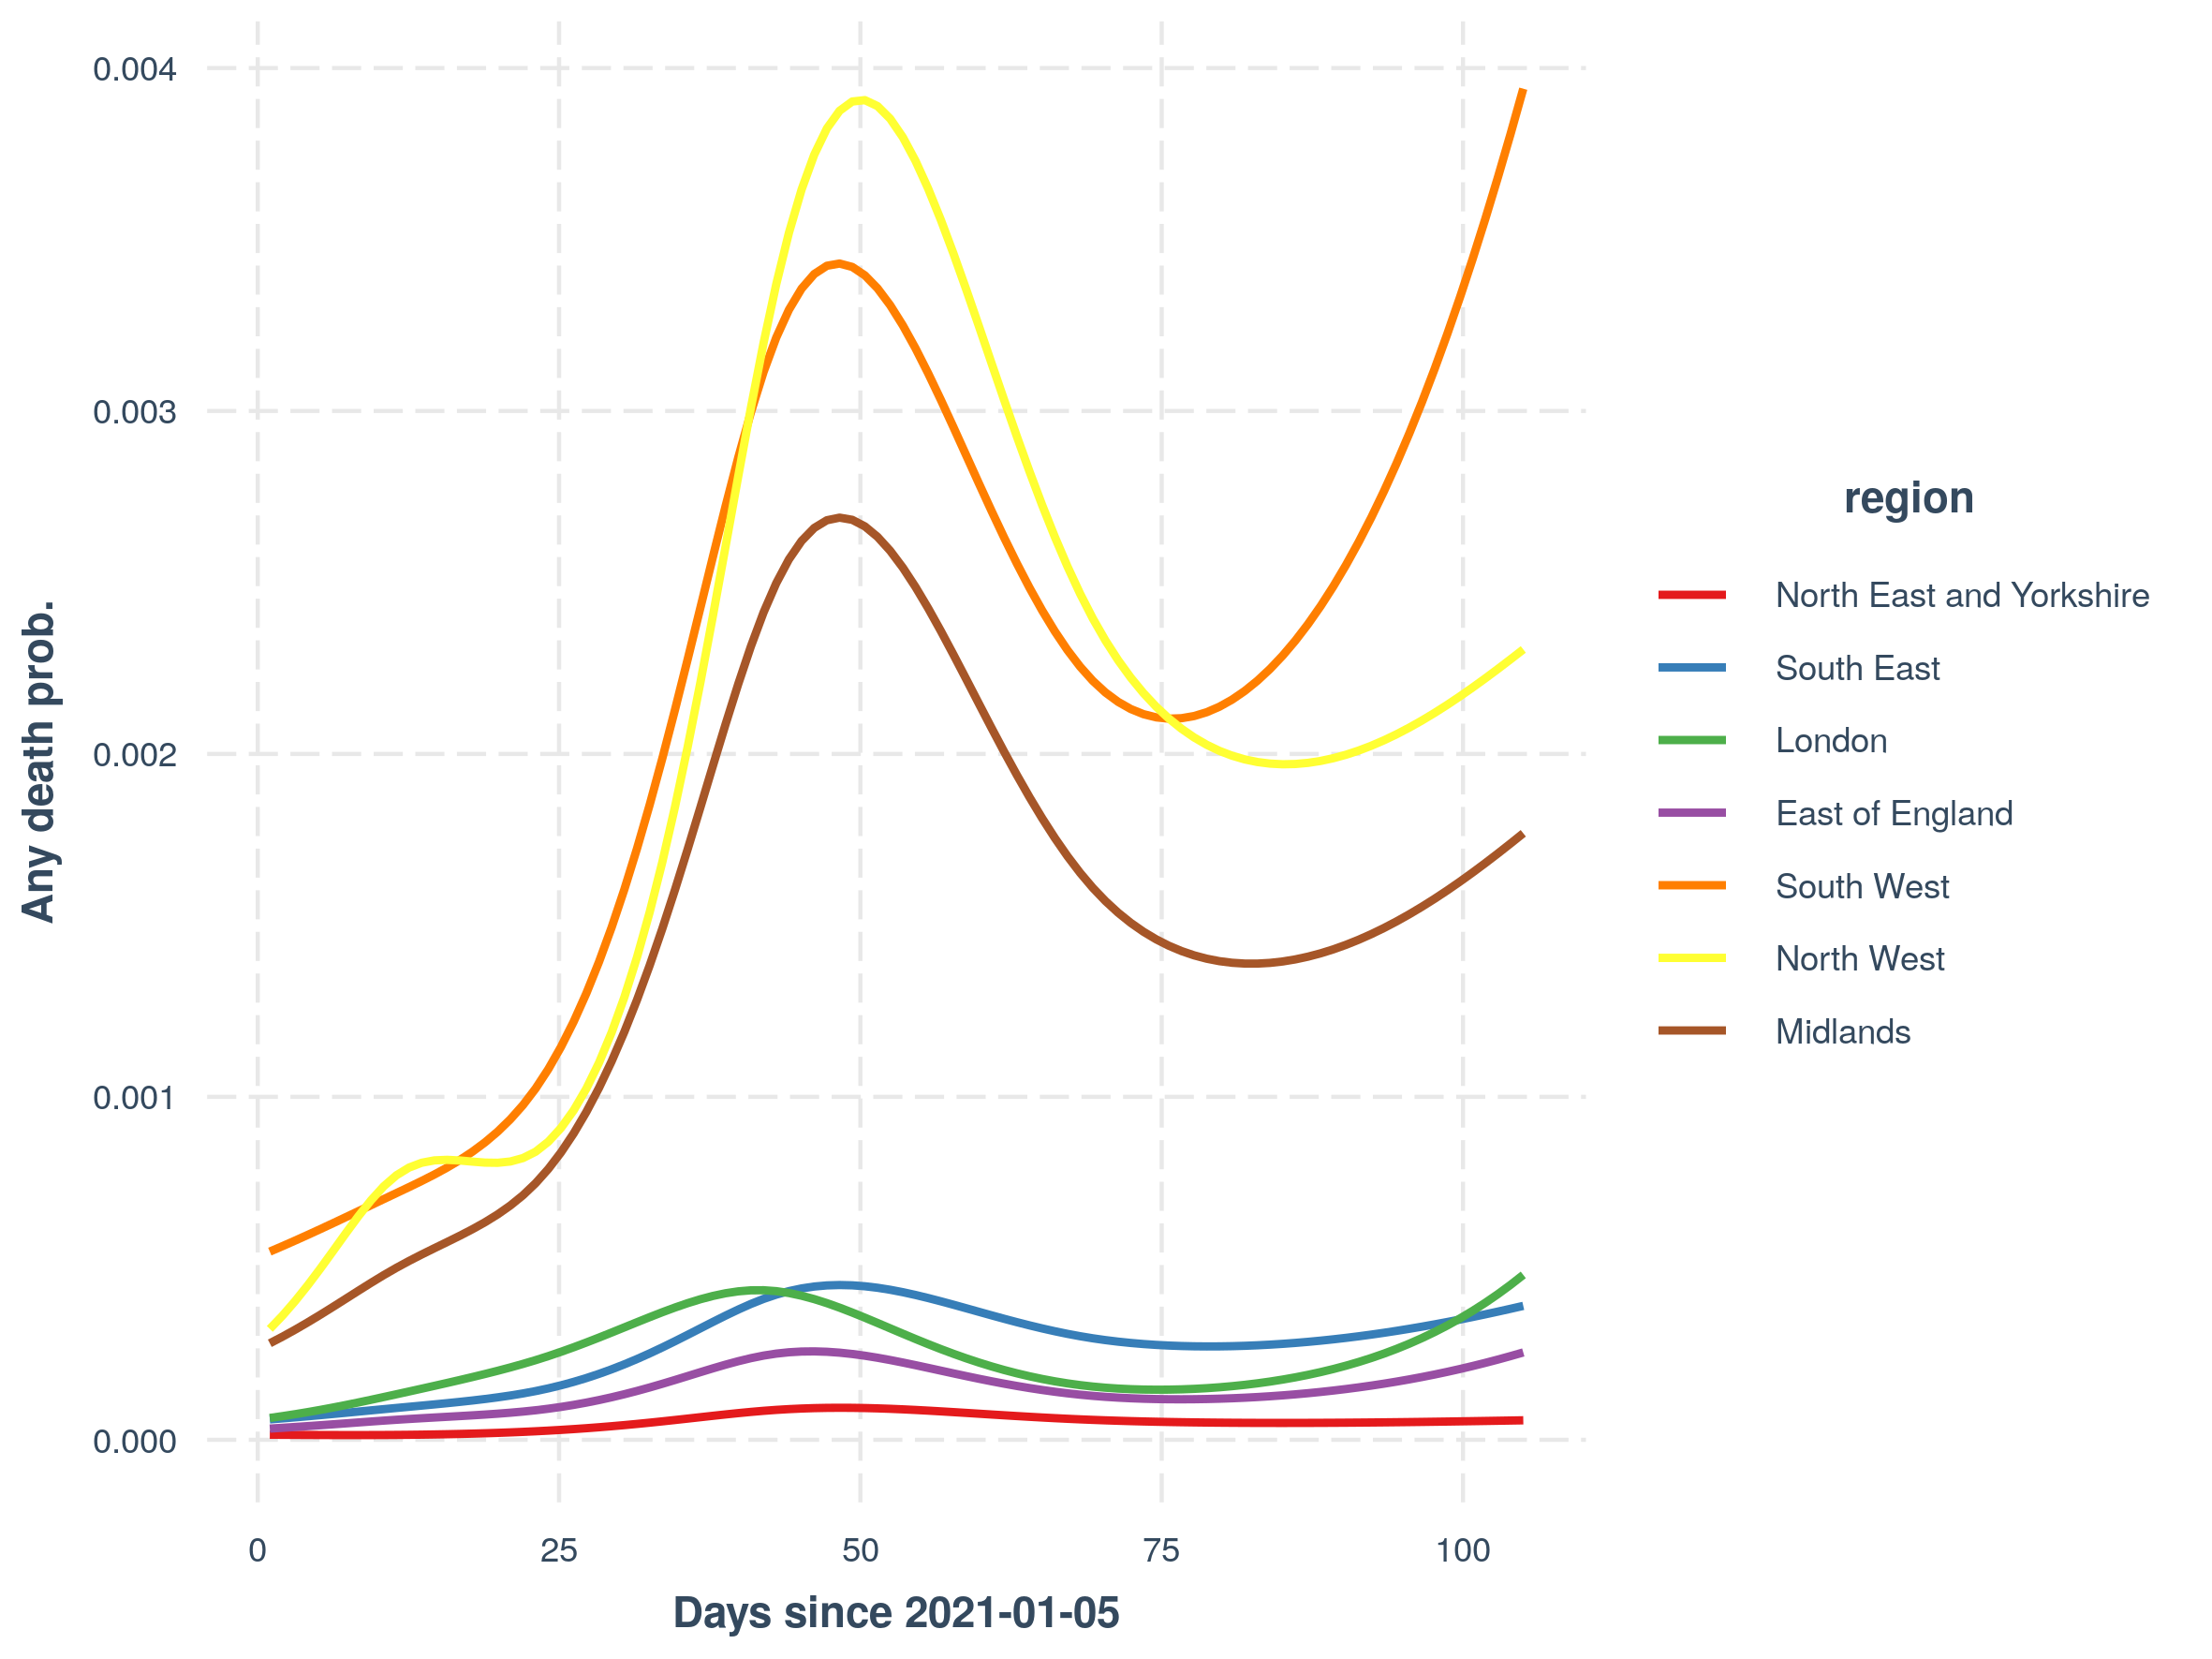 Any death prob.
0.004
0.003
0.002
0.001
0.000
0 25 50 75 100
Days since 2021-01-05
region
North East and Yorkshire
South East
London
East of England
South West
North West
Midlands